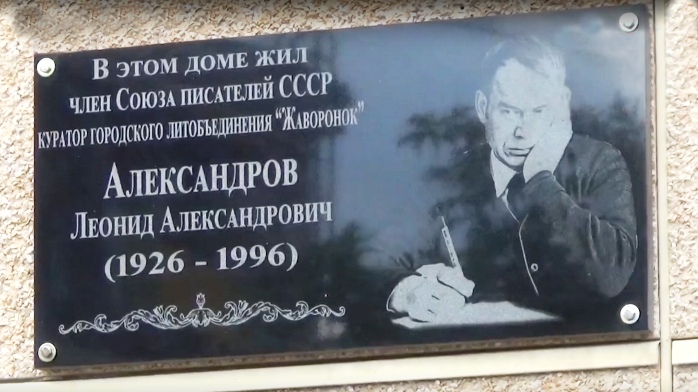 В этом доме жил
член Союза писателей СССР
куратор городского литобъединения "Жаворонок"
Александров
Леонид Александрович
(1926 - 1996)